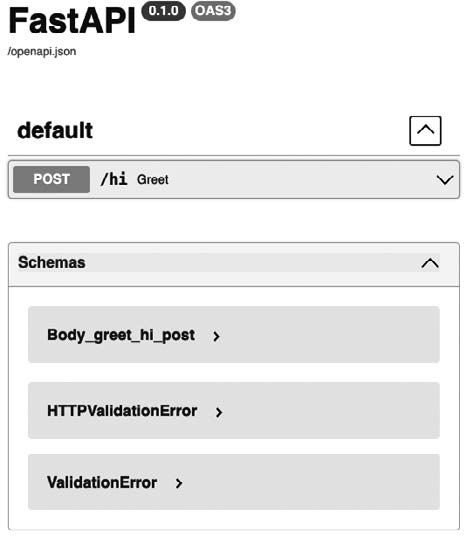 FastAPI 0.1.0 OAS3
/openapi.json
default
POST /hi Greet
Schemas
Body_greet_hi_post
HTTPValidationError
ValidationError